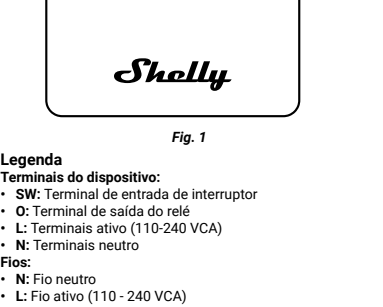 Shelly
Fig. 1
Legenda
Terminais do dispositivo:
• SW: Terminal de entrada de interruptor
• O: Terminal de saída do relé
• L: Terminais ativo (110-240 VCA)
• N: Terminais neutro
Fios:
• N: Fio neutro
• L: Fio ativo (110 - 240 VCA)